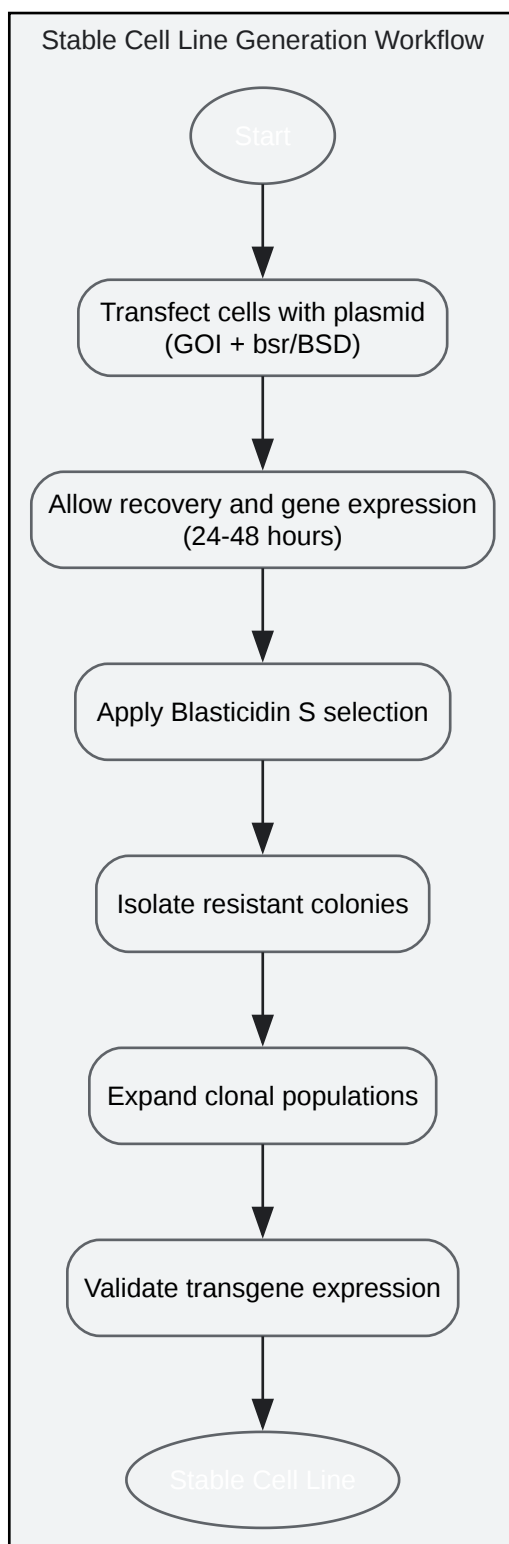 Stable Cell Line Generation Workflow
Start
Transfect cells with plasmid
(GOI + bsr/BSD)
Allow recovery and gene expression
(24-48 hours)
Apply Blasticidin S selection
Isolate resistant colonies
Expand clonal populations
Validate transgene expression
Stable Cell Line